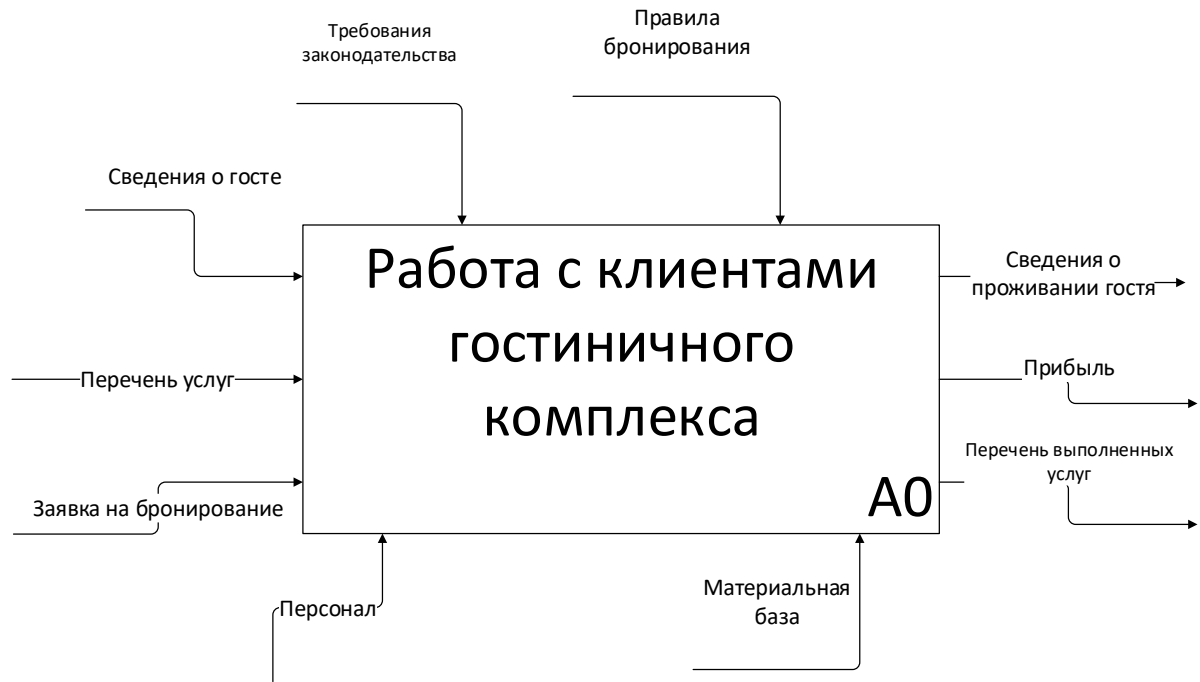 Требования
законодательства
Правила
бронирования
Сведения о госте
Работа с клиентами
гостиничного
комплекса
Сведения о
проживании гостя
Перечень услуг
Прибыль
Перечень выполненных
услуг
Заявка на бронирование
A0
Персонал
Материальная
база